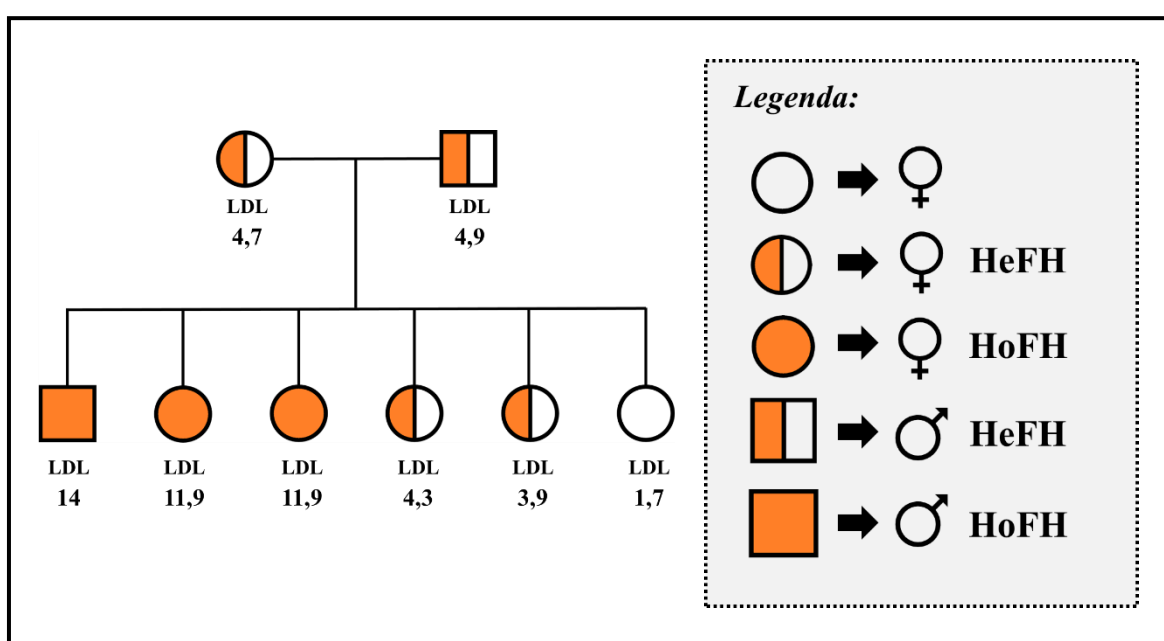 Legenda:
LDL
4,7
LDL
4,9
HeFH
HoFH
HeFH
HoFH
LDL
14
LDL
11,9
LDL
11,9
LDL
4,3
LDL
3,9
LDL
1,7